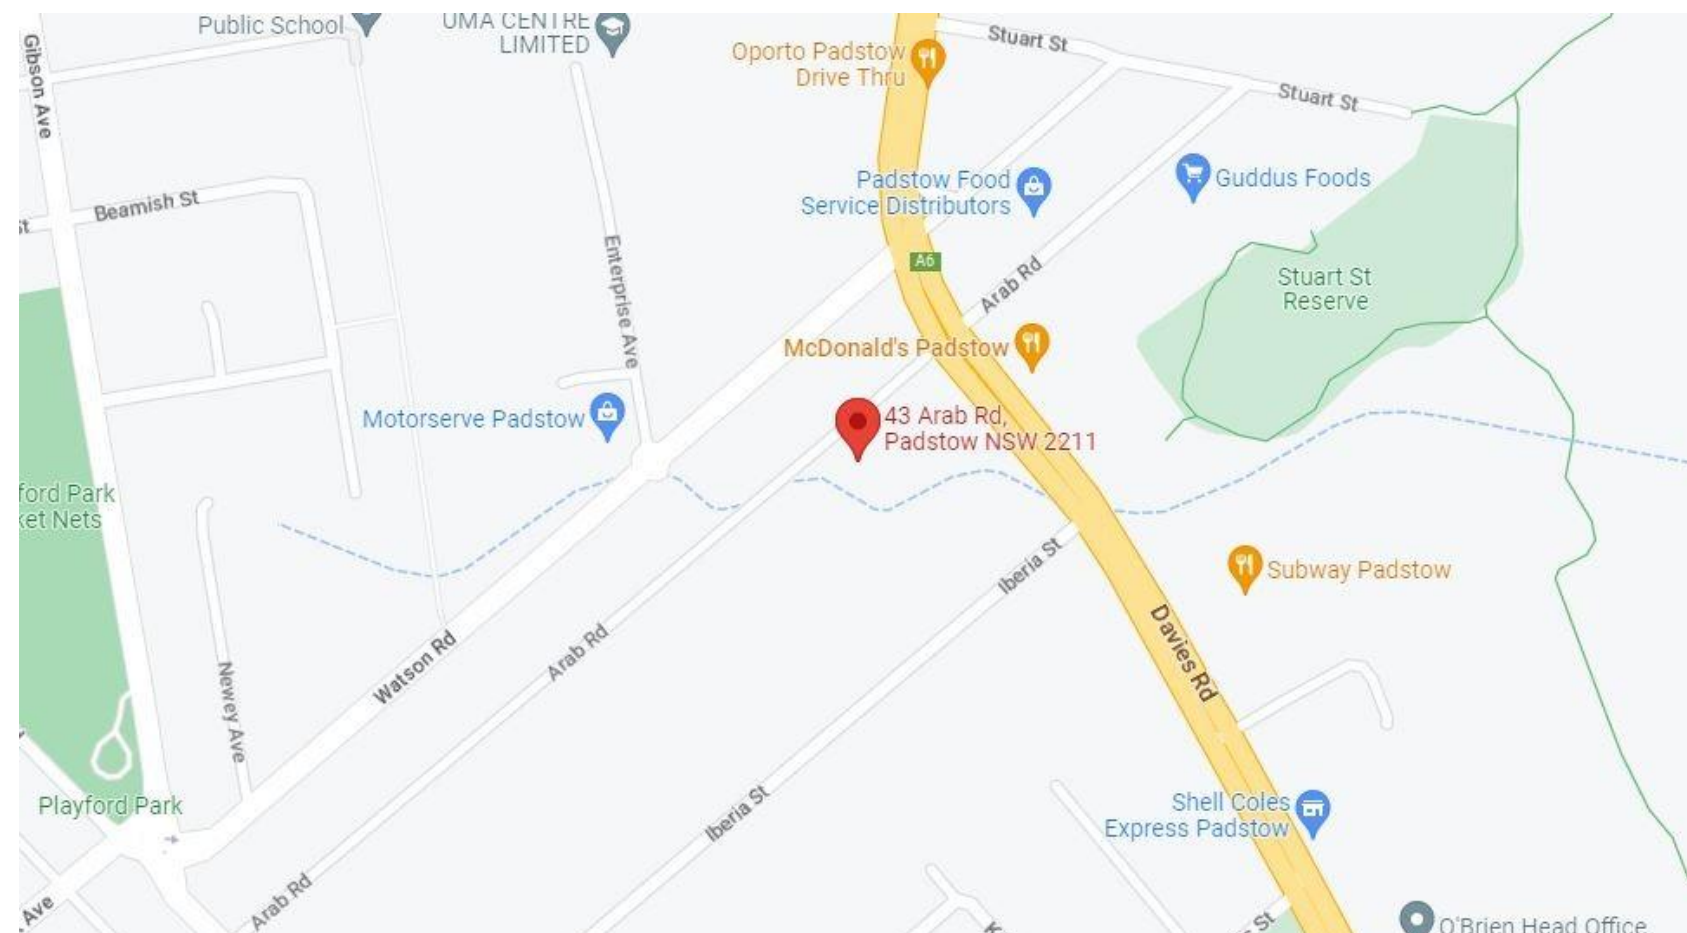 Public School
UMA CENTRE
LIMITED
Gibson Ave
Oporto Padstow
Drive Thru
Stuart St
Stuart St
Beamish St
St
Padstow Food
Service Distributors
Guddus Foods
Enterprise Ave
A6
Arab Rd
Stuart St
Reserve
McDonald's Padstow
Motorserve Padstow
43 Arab Rd,
Padstow NSW 2211
ford Park
ket Nets
Iberia St
Subway Padstow
Davies Rd
Watson Rd
Arab Rd
Newey Ave
Playford Park
Iberia St
Shell Coles
Express Padstow
Arab Rd
Ave
St
O'Brien Head Office